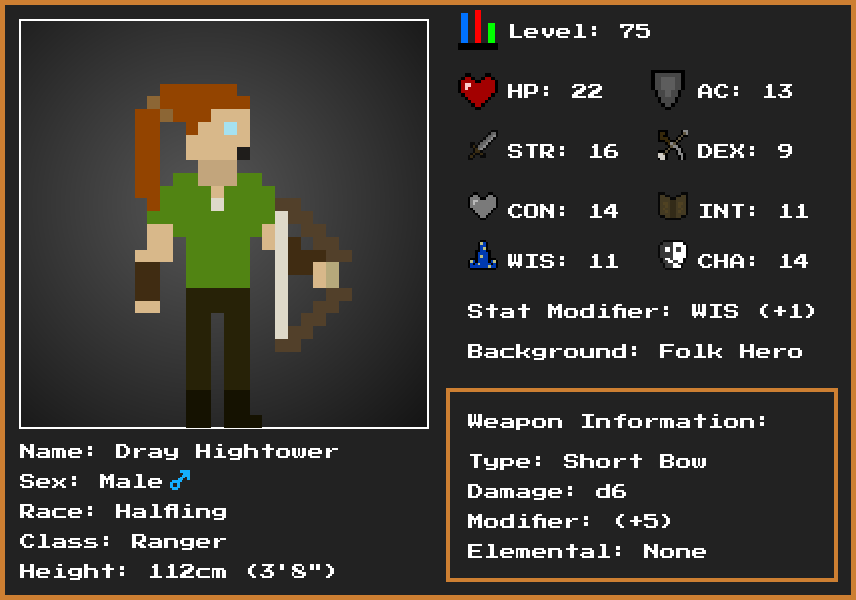 Level: 75
HP: 22
AC: 13
STR: 16
DEX: 9
CON: 14
INT: 11
WIS: 11
CHA: 14
Stat Modifier: WIS (+1)
Background: Folk Hero
Weapon Information:
Type: Short Bow
Damage: d6
Modifier: (+5)
Elemental: None
Name: Dray Hightower
Sex: Male ♂
Race: Halfling
Class: Ranger
Height: 112cm (3'8")